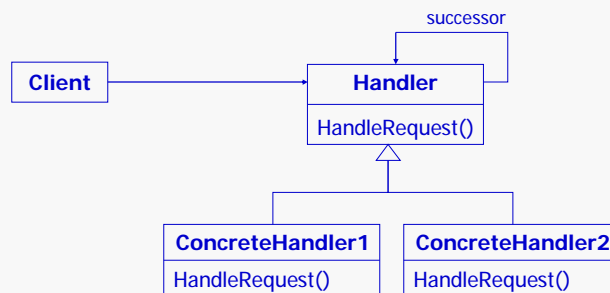 successor
Client
Handler
HandleRequest()
ConcreteHandler1
ConcreteHandler2
HandleRequest()
HandleRequest()